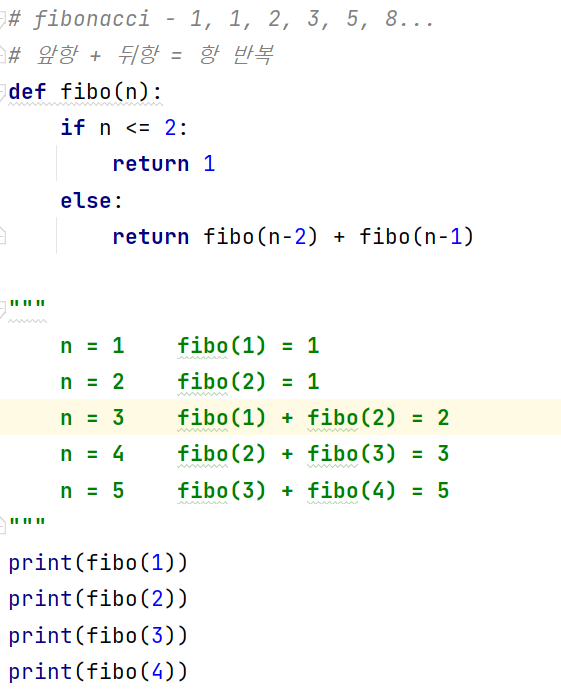 # fibonacci - 1, 1, 2, 3, 5, 8...
# 앞항 + 뒤항 = 항 반복
def fibo(n):
    if n <= 2:
        return 1
    else:
        return fibo(n-2) + fibo(n-1)
"""
    n = 1    fibo(1) = 1
    n = 2    fibo(2) = 1
    n = 3    fibo(1) + fibo(2) = 2
    n = 4    fibo(2) + fibo(3) = 3
    n = 5    fibo(3) + fibo(4) = 5
"""
print(fibo(1))
print(fibo(2))
print(fibo(3))
print(fibo(4))